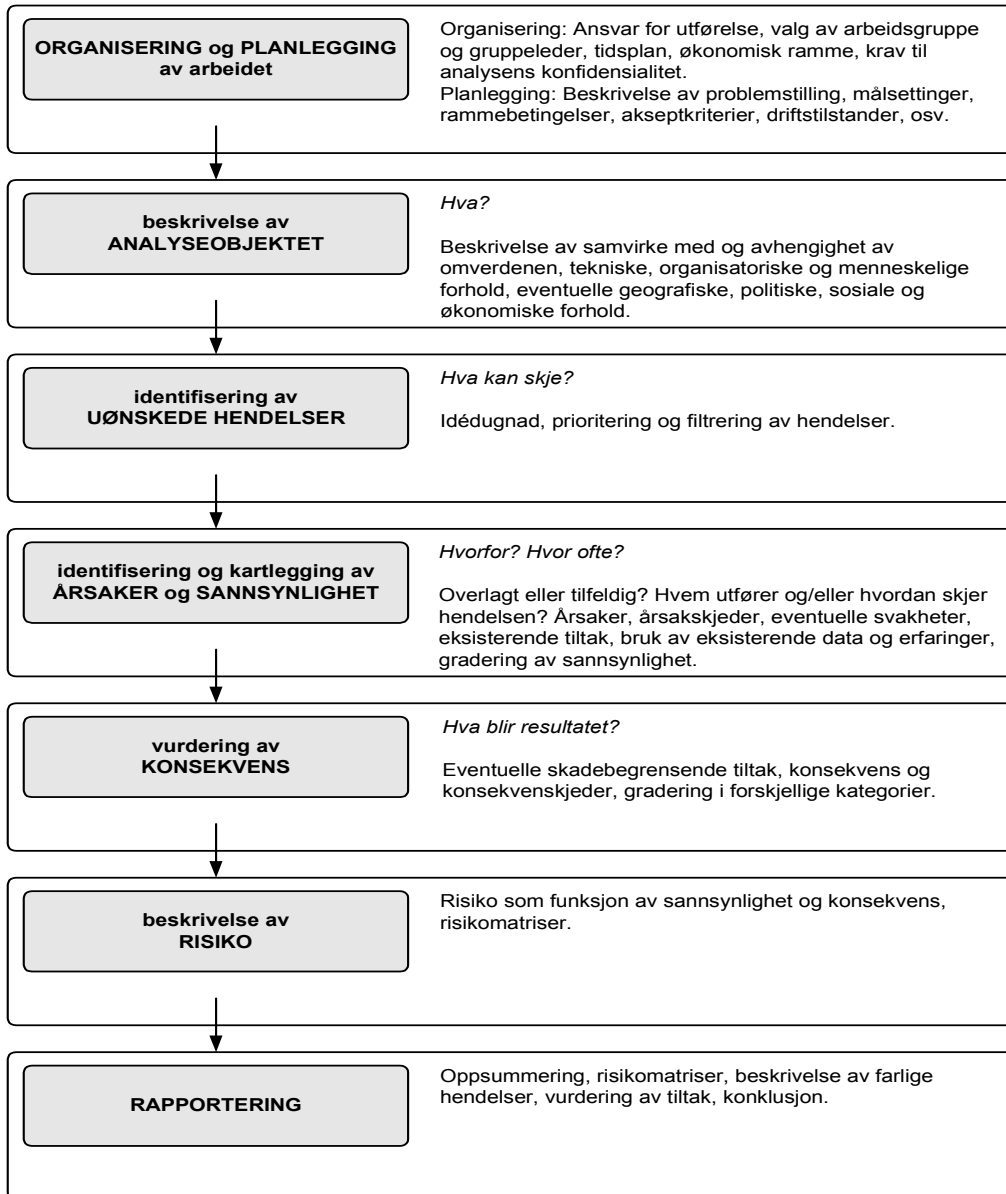 ORGANISERING og PLANLEGGING
av arbeidet
Organisering: Ansvar for utførelse, valg av arbeidsgruppe
og gruppeleder, tidsplan, økonomisk ramme, krav til
analysens konfidensialitet.
Planlegging: Beskrivelse av problemstilling, målsettinger,
rammebetingelser, akseptkriterier, driftstilstander, osv.
beskrivelse av
ANALYSEOBJEKTET
Hva?
Beskrivelse av samvirke med og avhengighet av
omverdenen, tekniske, organisatoriske og menneskelige
forhold, eventuelle geografiske, politiske, sosiale og
økonomiske forhold.
identifisering av
UØNSKEDE HENDELSER
Hva kan skje?
Idédugnad, prioritering og filtrering av hendelser.
identifisering og kartlegging av
ÅRSAKER og SANNSYNLIGHET
Hvorfor? Hvor ofte?
Overlagt eller tilfeldig? Hvem utfører og/eller hvordan skjer
hendelsen? Årsaker, årsakskjeder, eventuelle svakheter,
eksisterende tiltak, bruk av eksisterende data og erfaringer,
gradering av sannsynlighet.
vurdering av
KONSEKVENS
Hva blir resultatet?
Eventuelle skadebegrensende tiltak, konsekvens og
konsekvenskjeder, gradering i forskjellige kategorier.
beskrivelse av
RISIKO
Risiko som funksjon av sannsynlighet og konsekvens,
risikomatriser.
RAPPORTERING
Oppsummering, risikomatriser, beskrivelse av farlige
hendelser, vurdering av tiltak, konklusjon.